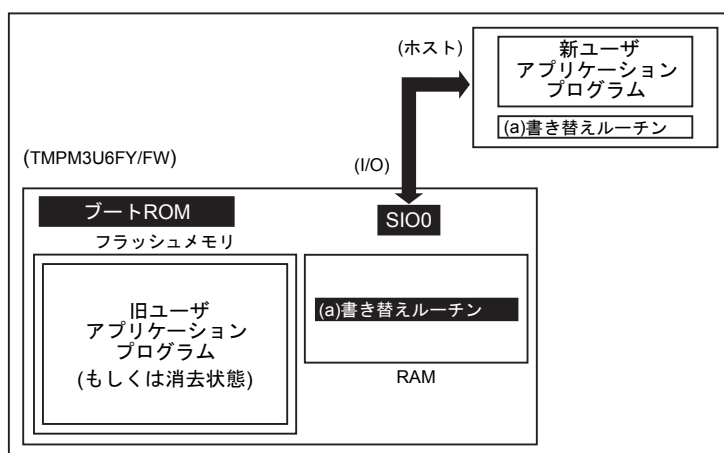 (ホスト)
新ユーザ
アプリケーション
プログラム
(a)書き替えルーチン
(TMPM3U6FY/FW)
(I/O)
ブートROM
SIO0
フラッシュメモリ
旧ユーザ
アプリケーション
プログラム
(もしくは消去状態)
(a)書き替えルーチン
RAM